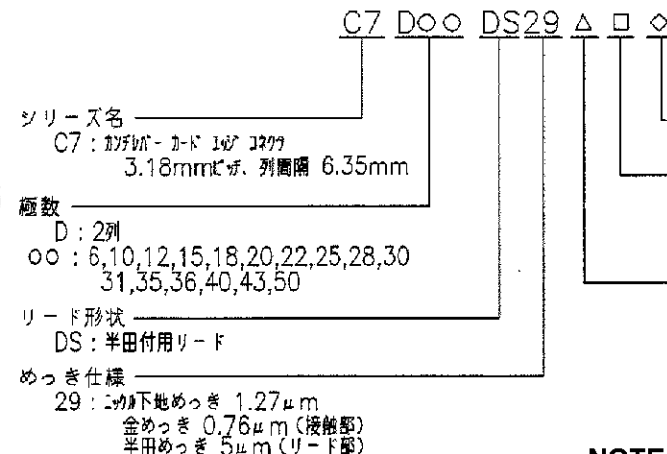 C7 D○○ DS29 △ □ ◇
シリーズ名
C7 : カンチレバー カード エッジ コネクタ
3.18mmピッチ、列間隔 6.35mm
極数
D : 2列
○○ : 6,10,12,15,18,20,22,25,28,30
31,35,36,40,43,50
リード形状
DS : 半田付用リード
めっき仕様
29 : ニッケル下地めっき 1.27μm
金めっき 0.76μm (接触部)
半田めっき 5μm (リード部)
NOTE